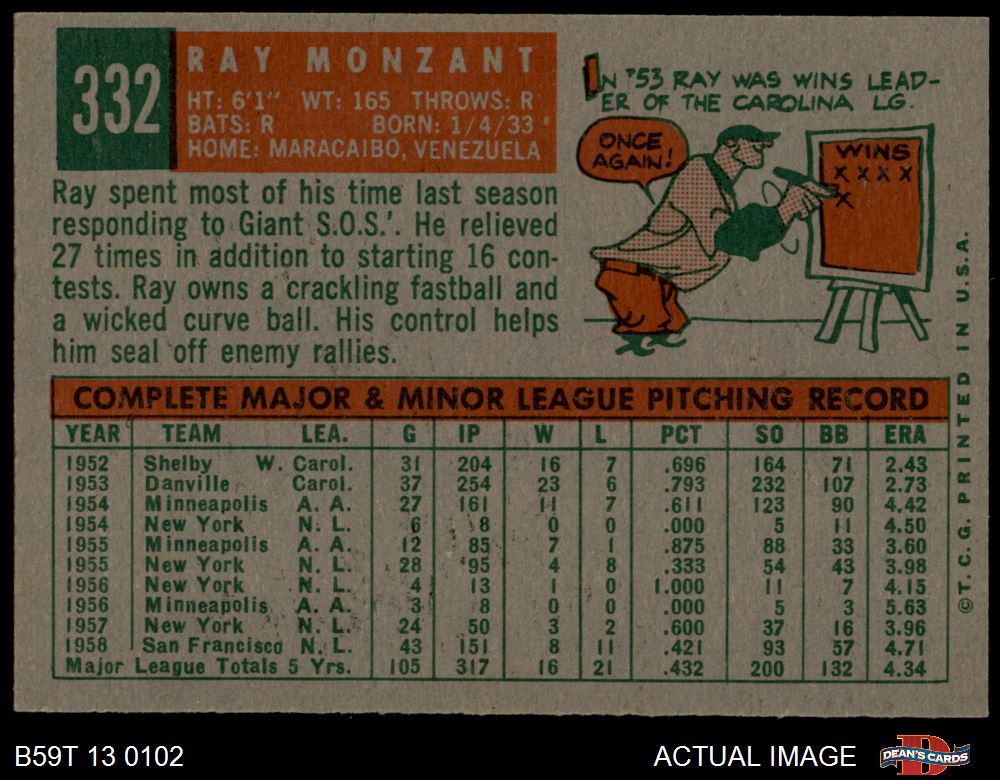 332
RAY MONZANT
HT: 6'1" WT: 165 THROWS: R
BATS: R BORN: 1/4/33
HOME: MARACAIBO, VENEZUELA
Ray spent most of his time last season
responding to Giant S.O.S.'. He relieved
27 times in addition to starting 16 con-
tests. Ray owns a crackling fastball and
a wicked curve ball. His control helps
him seal off enemy rallies.
IN '53 RAY WAS WINS LEAD-
ER OF THE CAROLINA LG.
ONCE
AGAIN!
WINS
X X X X
X
COMPLETE MAJOR & MINOR LEAGUE PITCHING RECORD
YEAR TEAM LEA. G IP W L PCT SO BB ERA
1952 Shelby W. Carol. 31 204 16 7 .696 164 71 2.43
1953 Danville Carol. 37 254 23 6 .793 232 107 2.73
1954 Minneapolis A. A. 27 161 11 7 .611 123 90 4.42
1954 New York N. L. 6 8 0 0 .000 5 11 4.50
1955 Minneapolis A. A. 12 85 7 1 .875 88 33 3.60
1955 New York N. L. 28 95 4 8 .333 54 43 3.98
1956 New York N. L. 4 13 1 0 1.000 11 7 4.15
1956 Minneapolis A. A. 3 8 0 0 .000 5 3 5.63
1957 New York N. L. 24 50 3 2 .600 37 16 3.96
1958 San Francisco N. L. 43 151 8 11 .421 93 57 4.71
Major League Totals 5 Yrs. 105 317 16 21 .432 200 132 4.34
©T.C.G. PRINTED IN U.S.A.
B59T 13 0102
ACTUAL IMAGE
D
DEAN'S CARDS